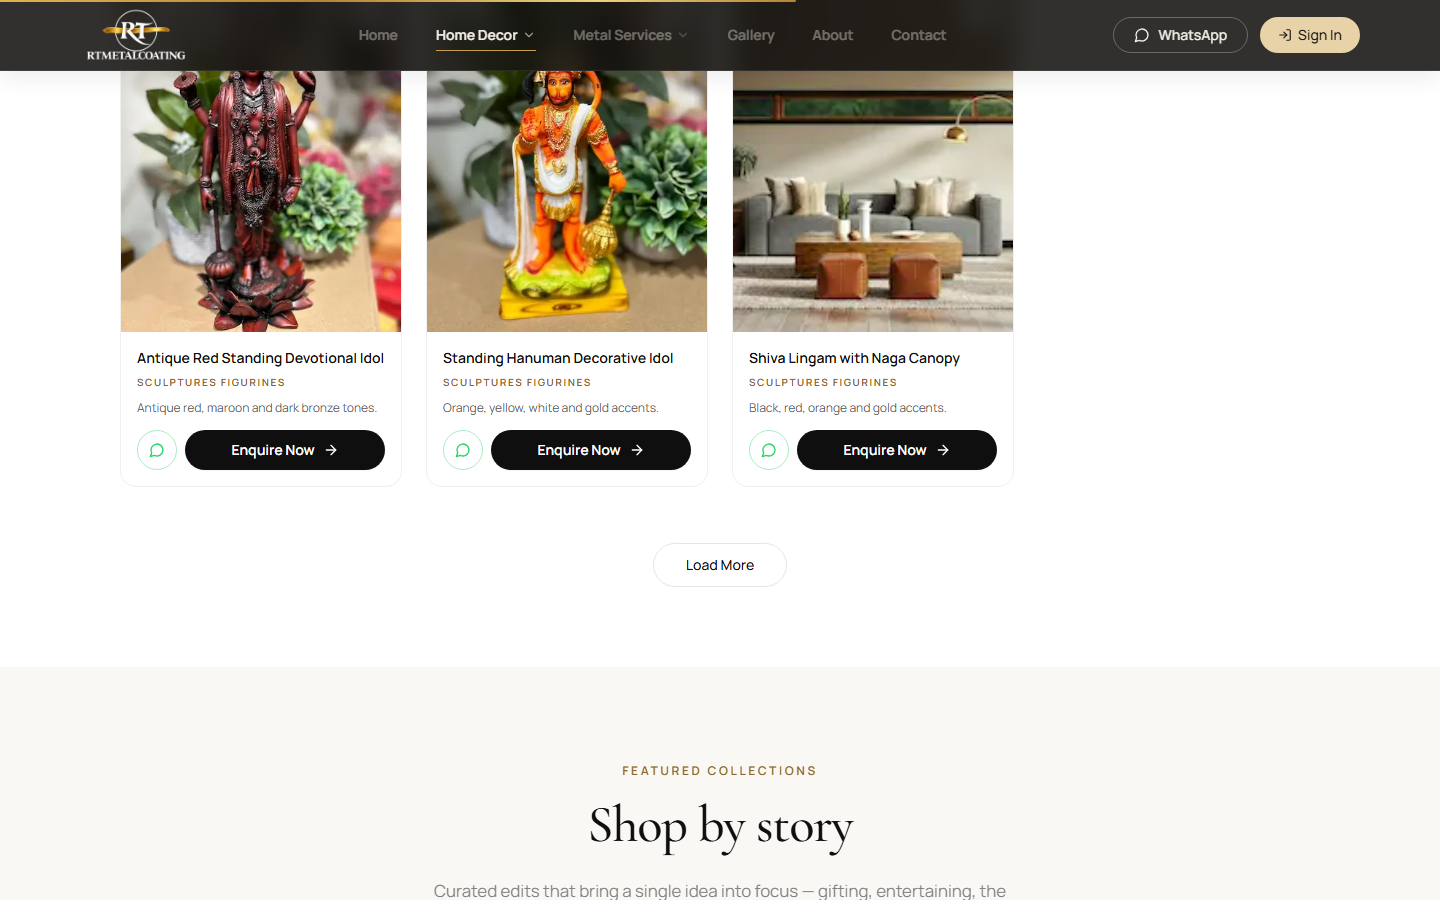 RT
RTMETALCOATING
Home
Home Decor
Metal Services
Gallery
About
Contact
WhatsApp
Sign In
Antique Red Standing Devotional Idol
SCULPTURES FIGURINES
Antique red, maroon and dark bronze tones.
Enquire Now
Standing Hanuman Decorative Idol
SCULPTURES FIGURINES
Orange, yellow, white and gold accents.
Enquire Now
Shiva Lingam with Naga Canopy
SCULPTURES FIGURINES
Black, red, orange and gold accents.
Enquire Now
Load More
FEATURED COLLECTIONS
Shop by story
Curated edits that bring a single idea into focus — gifting, entertaining, the